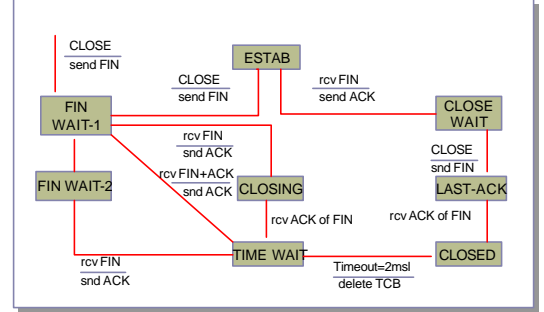 CLOSE
send FIN
ESTAB
CLOSE
send FIN
rcv FIN
send ACK
FIN
WAIT-1
CLOSE
WAIT
rcv FIN
snd ACK
CLOSE
snd FIN
rcv FIN+ACK
snd ACK
FIN WAIT-2
CLOSING
LAST-ACK
rcv ACK of FIN
rcv ACK of FIN
TIME WAIT
CLOSED
rcv FIN
snd ACK
Timeout=2msl
delete TCB